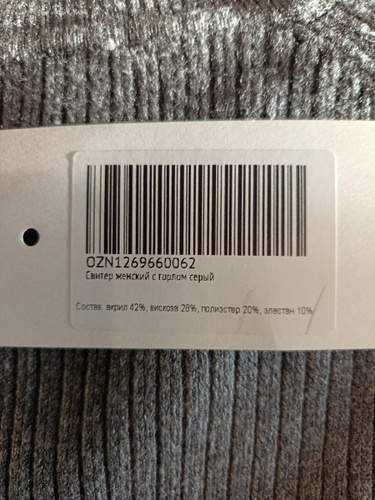 OZN1269660062
Свитер женский с горлом серый
Состав: акрил 42%, вискоза 28%, полиэстер 20%, эластан 10%